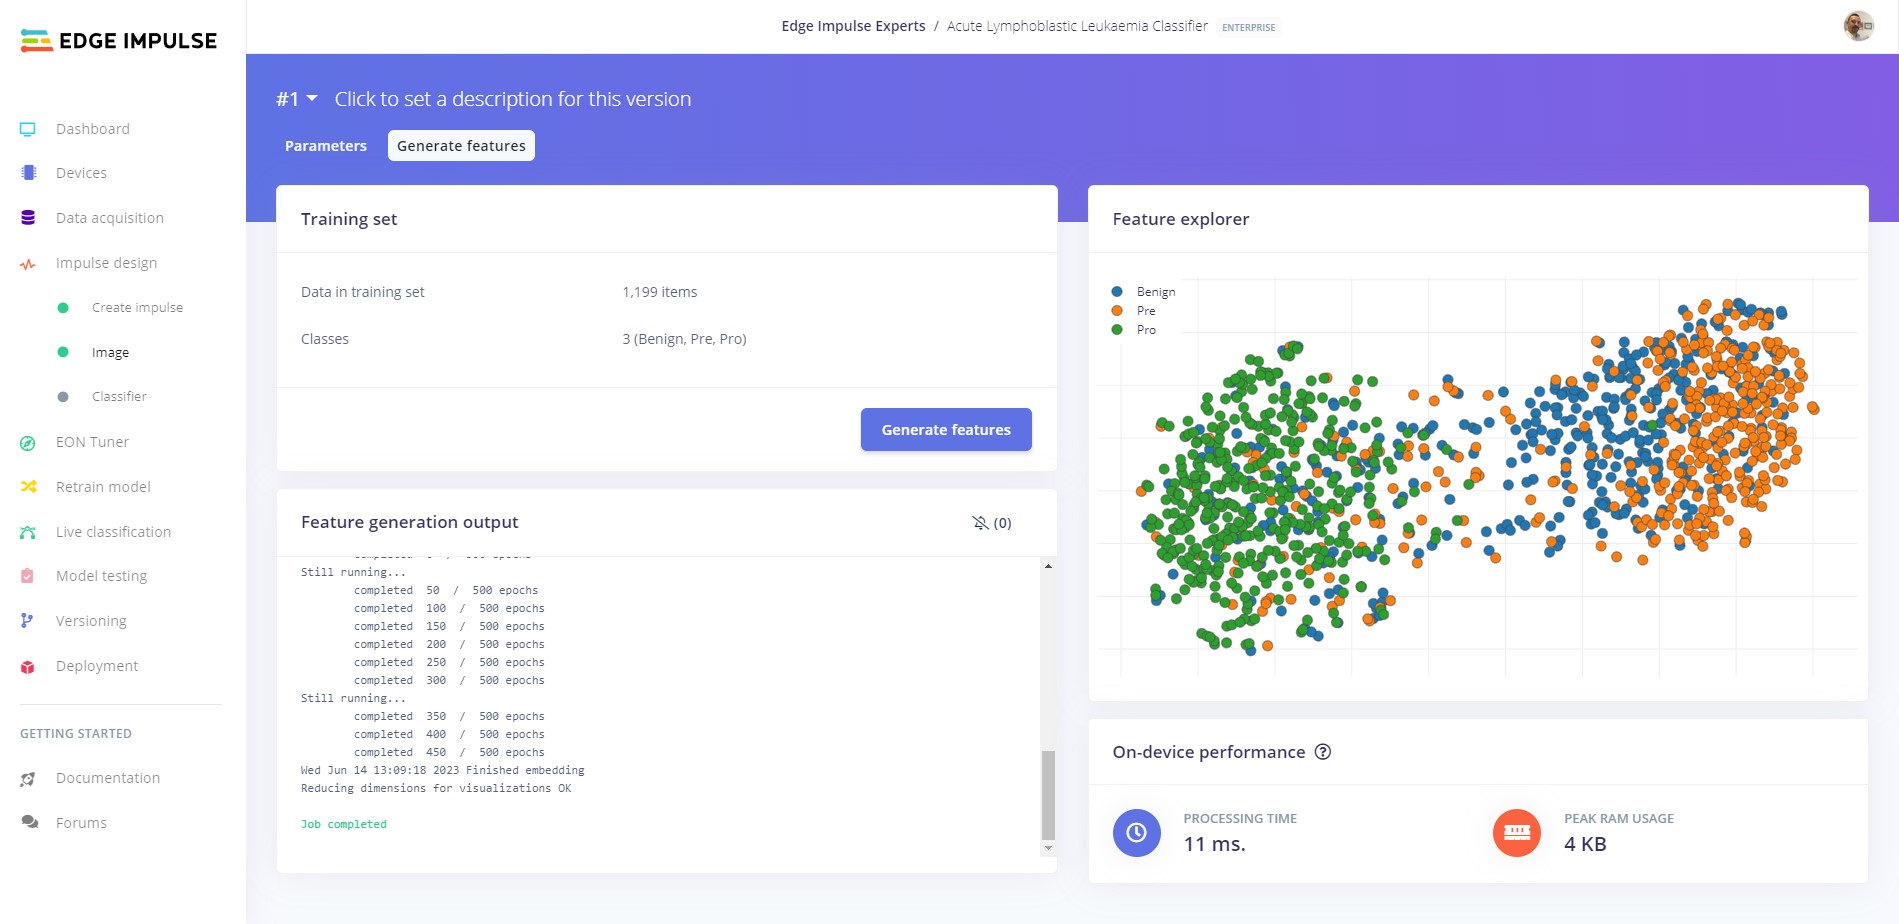 EDGE IMPULSE
Edge Impulse Experts / Acute Lymphoblastic Leukaemia Classifier ENTERPRISE
Dashboard
Devices
Data acquisition
Impulse design
Create impulse
Image
Classifier
EON Tuner
Retrain model
Live classification
Model testing
Versioning
Deployment
GETTING STARTED
Documentation
Forums
#1 Click to set a description for this version
Parameters Generate features
Training set
Data in training set 1,199 items
Classes 3 (Benign, Pre, Pro)
Generate features
Feature generation output (0)
Still running...
completed 50 / 500 epochs
completed 100 / 500 epochs
completed 150 / 500 epochs
completed 200 / 500 epochs
completed 250 / 500 epochs
completed 300 / 500 epochs
Still running...
completed 350 / 500 epochs
completed 400 / 500 epochs
completed 450 / 500 epochs
Wed Jun 14 13:09:18 2023 Finished embedding
Reducing dimensions for visualizations OK
Job completed
Feature explorer
Benign
Pre
Pro
On-device performance ?
PROCESSING TIME
11 ms.
PEAK RAM USAGE
4 KB